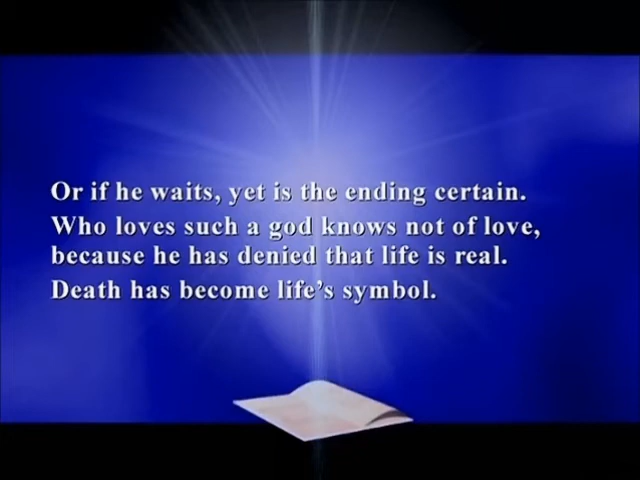 Or if he waits, yet is the ending certain.
Who loves such a god knows not of love,
because he has denied that life is real.
Death has become life's symbol.